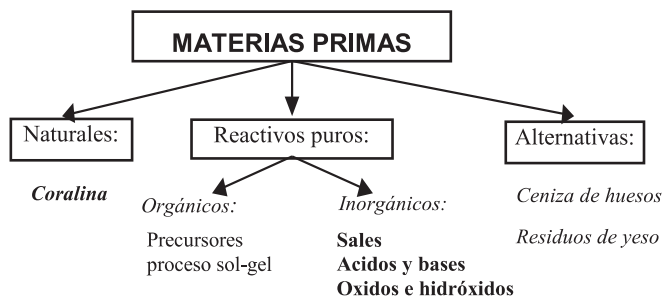 MATERIAS PRIMAS
Naturales:
Reactivos puros:
Alternativas:
Coralina
Orgánicos:
Inorgánicos:
Ceniza de huesos
Residuos de yeso
Precursores
proceso sol-gel
Sales
Acidos y bases
Oxidos e hidróxidos